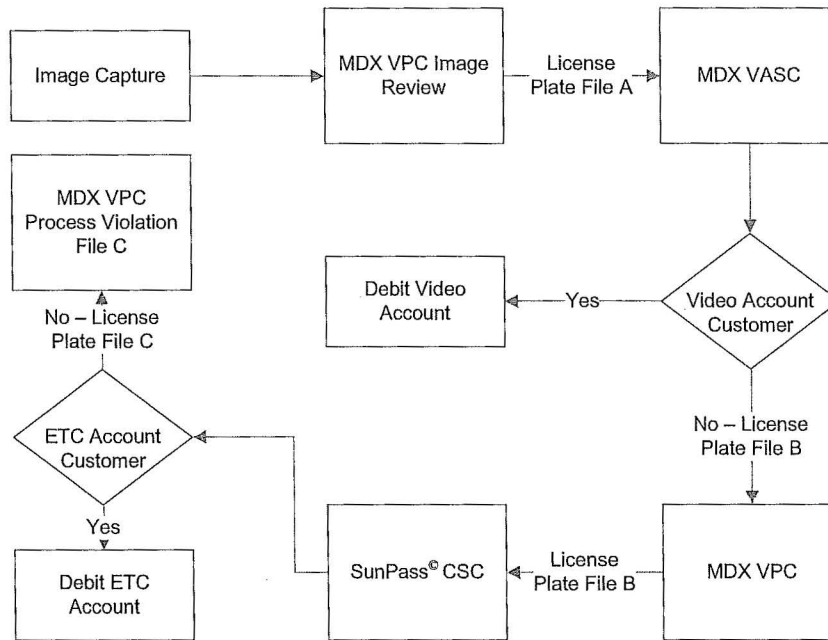 Image Capture
MDX VPC Image
Review
License
Plate File A
MDX VASC
MDX VPC
Process Violation
File C
Debit Video
Account
Yes
Video Account
Customer
No – License
Plate File C
No – License
Plate File B
ETC Account
Customer
Yes
Debit ETC
Account
SunPass© CSC
License
Plate File B
MDX VPC